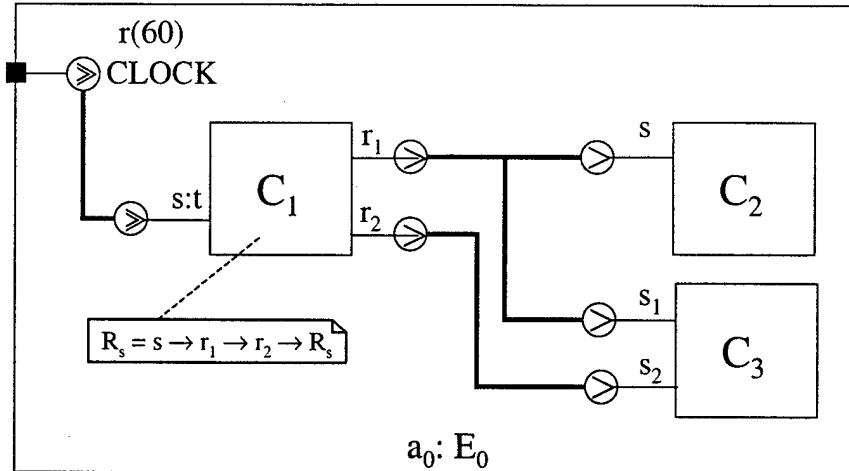 r(60)
CLOCK
s:t
C₁
r₁
r₂
s
C₂
s₁
s₂
C₃
Rₛ = s → r₁ → r₂ → Rₛ
a₀: E₀